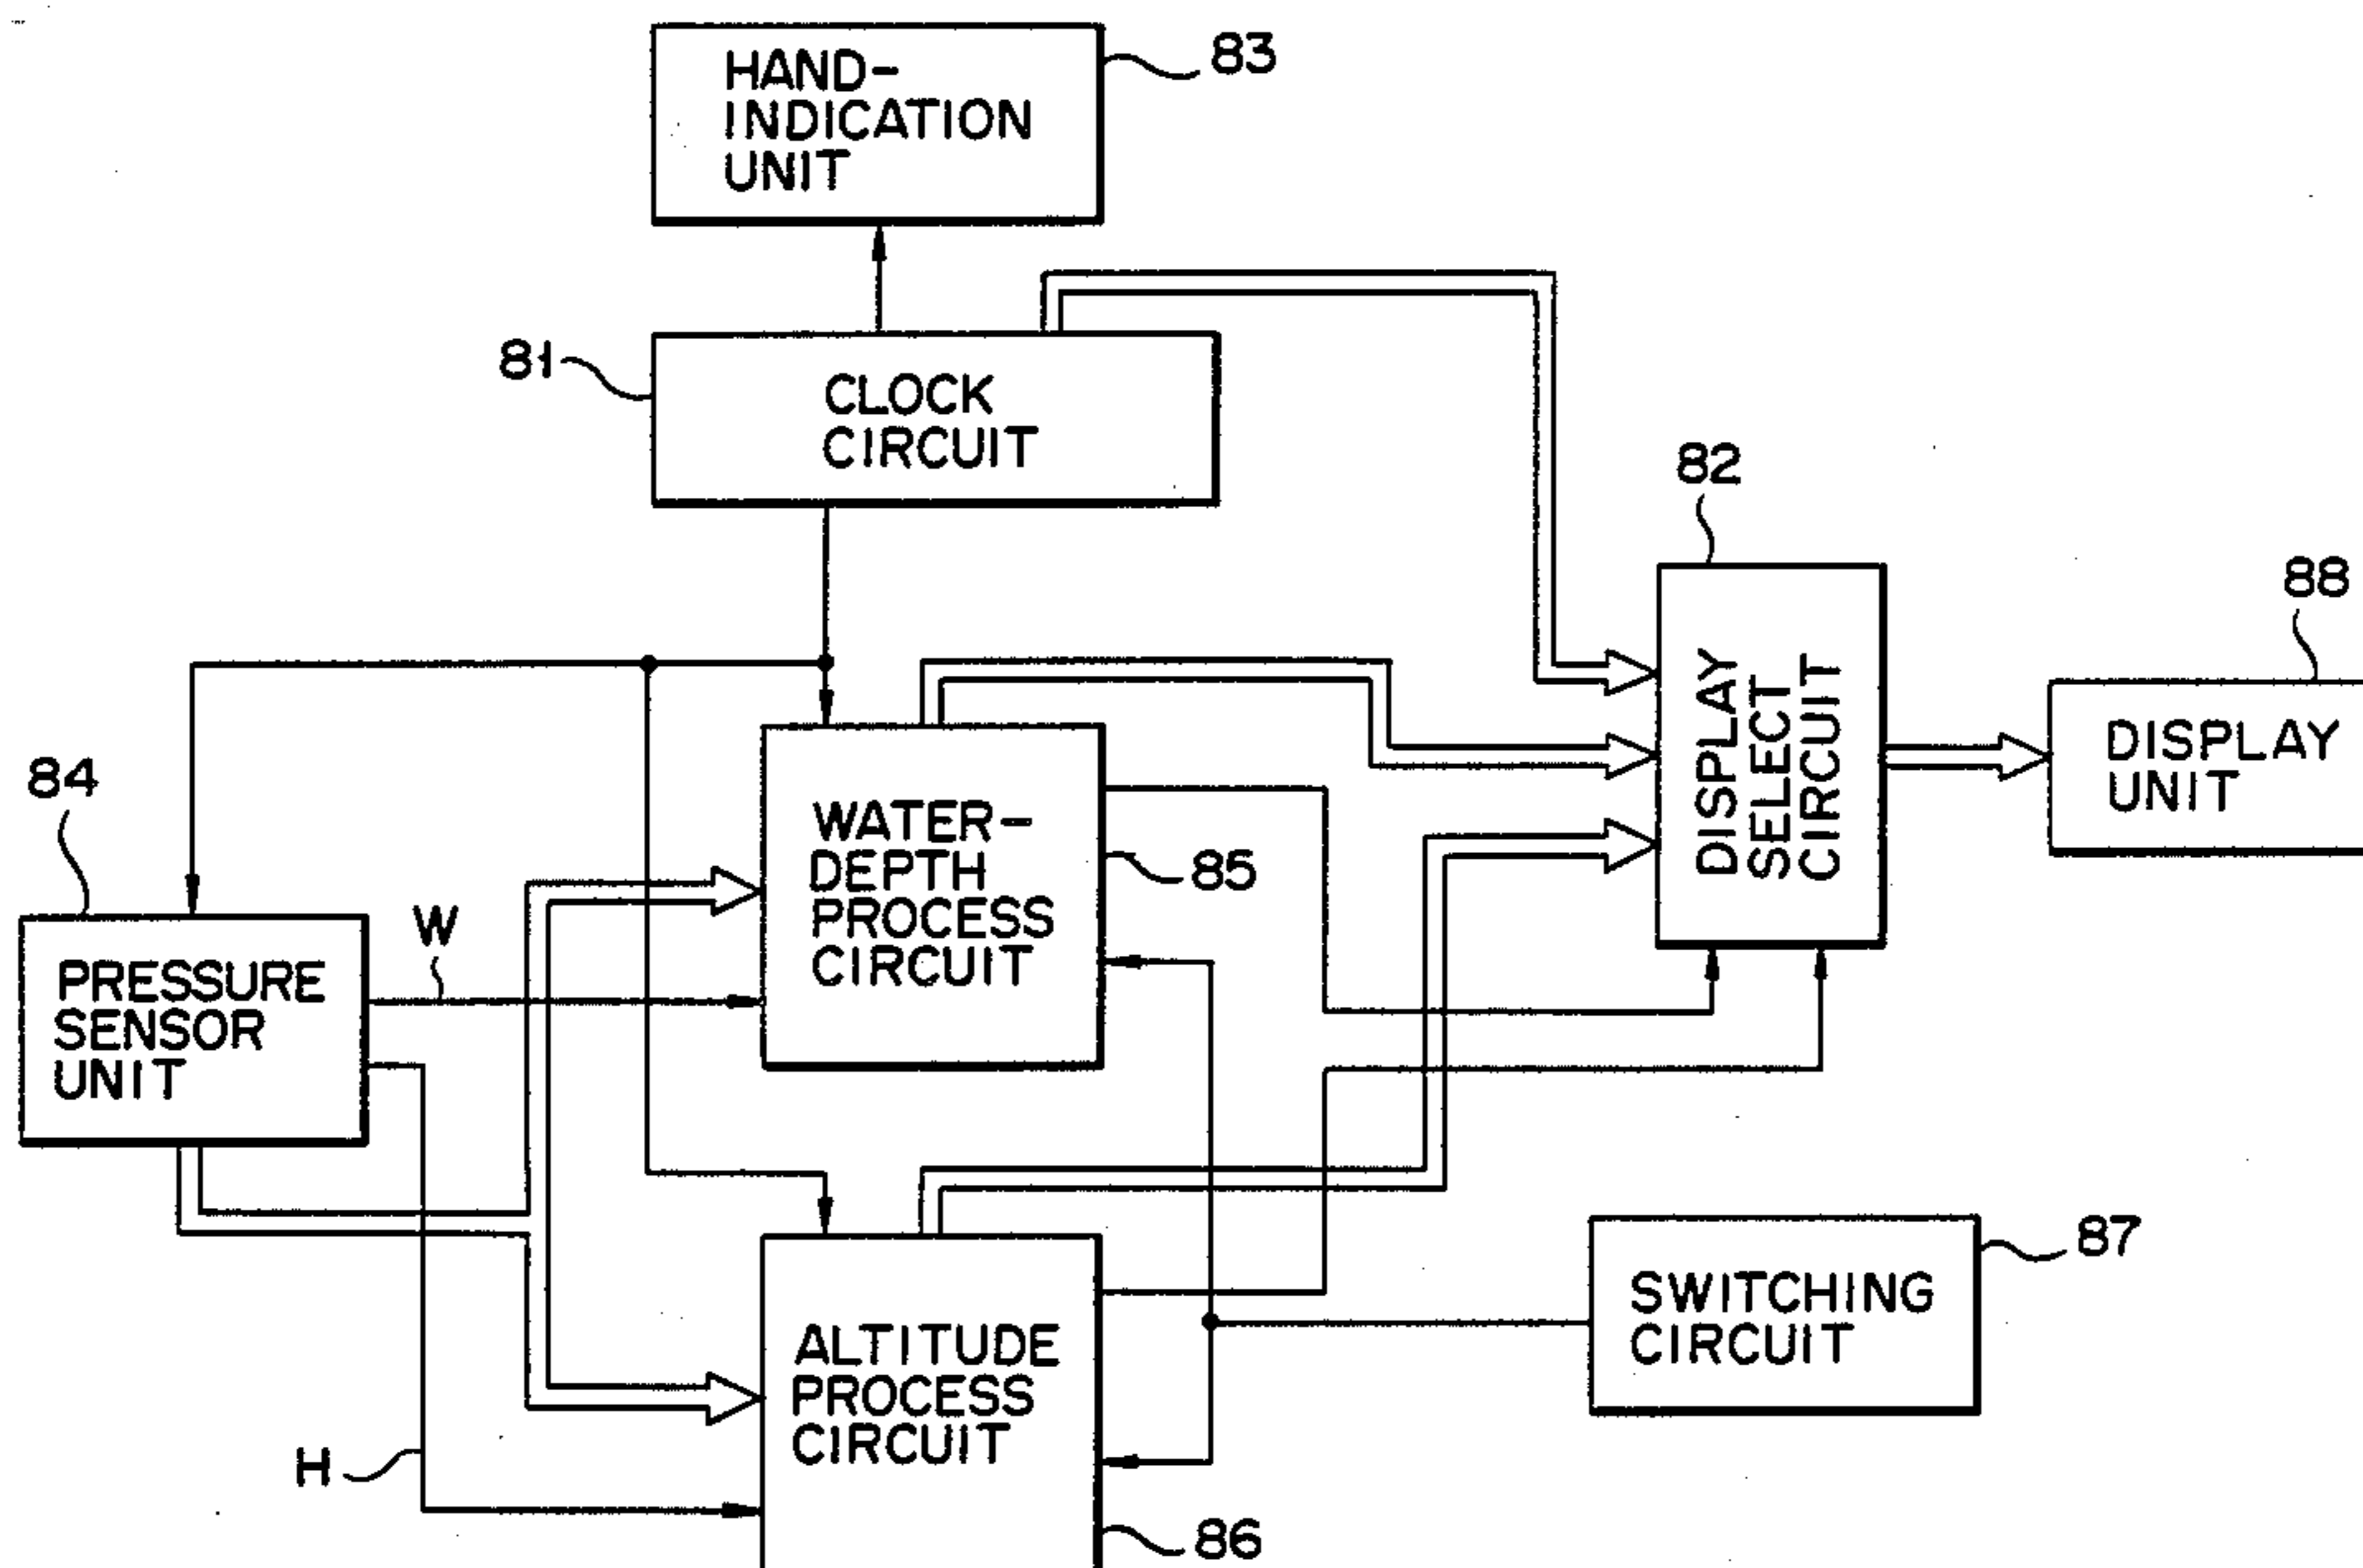 HAND-
INDICATION
UNIT
83
81
CLOCK
CIRCUIT
82
88
DISPLAY
SELECT
CIRCUIT
DISPLAY
UNIT
84
WATER-
DEPTH
PROCESS
CIRCUIT
85
W
PRESSURE
SENSOR
UNIT
87
SWITCHING
CIRCUIT
ALTITUDE
PROCESS
CIRCUIT
H
86